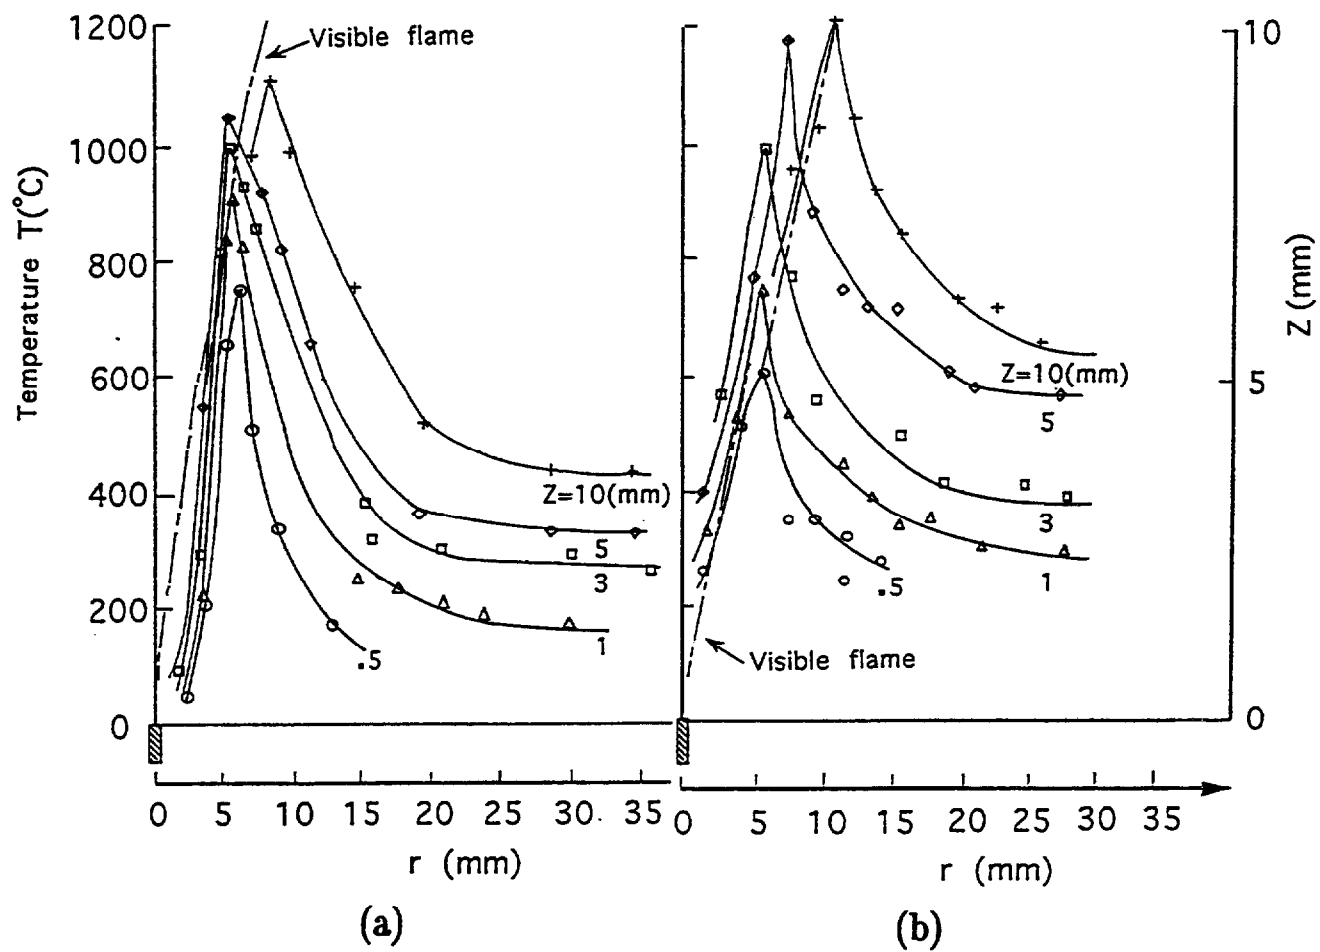 1200
1000
800
600
400
200
0
Temperature T(°C)
Visible flame
Z=10(mm)
5
3
1
.5
0 5 10 15 20 25 30. 35
r (mm)
(a)
10
5
0
Z (mm)
Z=10(mm)
5
3
1
.5
Visible flame
0 5 10 15 20 25 30 35
r (mm)
(b)